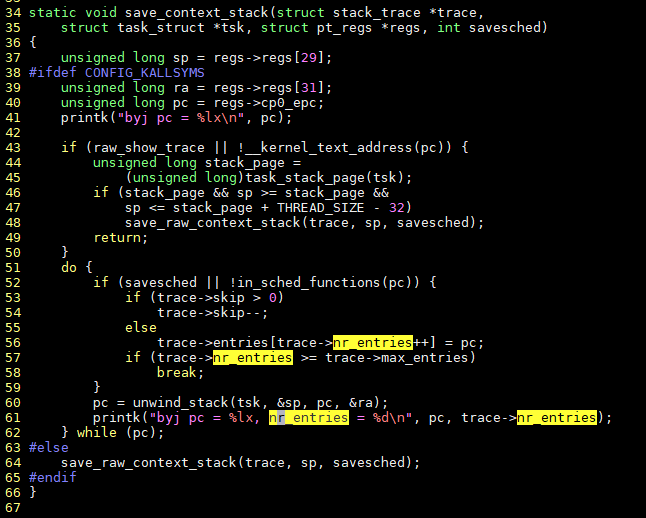 34 static void save_context_stack(struct stack_trace *trace,
35     struct task_struct *tsk, struct pt_regs *regs, int savesched)
36 {
37     unsigned long sp = regs->regs[29];
38 #ifdef CONFIG_KALLSYMS
39     unsigned long ra = regs->regs[31];
40     unsigned long pc = regs->cp0_epc;
41     printk("byj pc = %lx\n", pc);
42
43     if (raw_show_trace || !__kernel_text_address(pc)) {
44         unsigned long stack_page =
45             (unsigned long)task_stack_page(tsk);
46         if (stack_page && sp >= stack_page &&
47             sp <= stack_page + THREAD_SIZE - 32)
48             save_raw_context_stack(trace, sp, savesched);
49         return;
50     }
51     do {
52         if (savesched || !in_sched_functions(pc)) {
53             if (trace->skip > 0)
54                 trace->skip--;
55             else
56                 trace->entries[trace->nr_entries++] = pc;
57             if (trace->nr_entries >= trace->max_entries)
58                 break;
59         }
60         pc = unwind_stack(tsk, &sp, pc, &ra);
61         printk("byj pc = %lx, nr_entries = %d\n", pc, trace->nr_entries);
62     } while (pc);
63 #else
64     save_raw_context_stack(trace, sp, savesched);
65 #endif
66 }
67